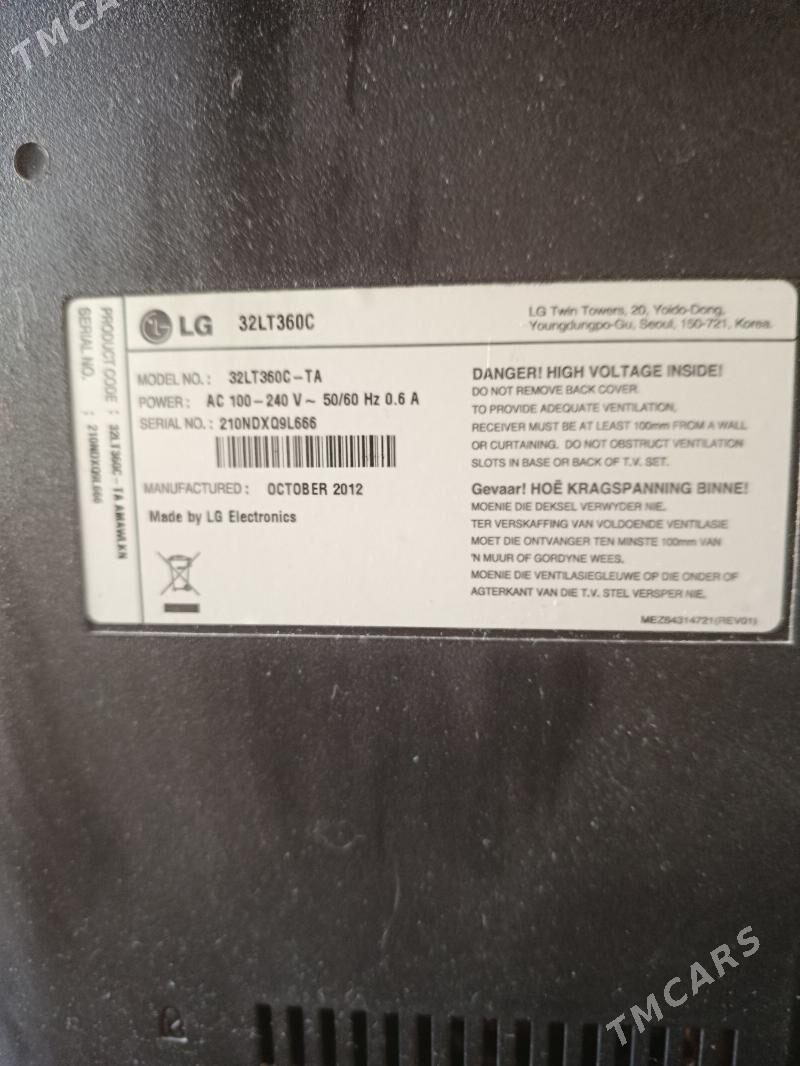 TMCARS
PRODUCT CODE : 32LT360C-TA AMAWLKN
SERIAL NO. : 210NDXQ9L666
LG 32LT360C
LG Twin Towers, 20, Yoido-Dong,
Youngdungpo-Gu, Seoul, 150-721, Korea.
MODEL NO. : 32LT360C-TA
POWER : AC 100-240 V~ 50/60 Hz 0.6 A
SERIAL NO. : 210NDXQ9L666
MANUFACTURED : OCTOBER 2012
Made by LG Electronics
DANGER! HIGH VOLTAGE INSIDE!
DO NOT REMOVE BACK COVER.
TO PROVIDE ADEQUATE VENTILATION,
RECEIVER MUST BE AT LEAST 100mm FROM A WALL
OR CURTAINING. DO NOT OBSTRUCT VENTILATION
SLOTS IN BASE OR BACK OF T.V. SET.
Gevaar! HOË KRAGSPANNING BINNE!
MOENIE DIE DEKSEL VERWYDER NIE.
TER VERSKAFFING VAN VOLDOENDE VENTILASIE
MOET DIE ONTVANGER TEN MINSTE 100mm VAN
'N MUUR OF GORDYNE WEES.
MOENIE DIE VENTILASIEGLEUWE OP DIE ONDER OF
AGTERKANT VAN DIE T.V. STEL VERSPER NIE.
MEZ64314721(REV01)
TMCARS